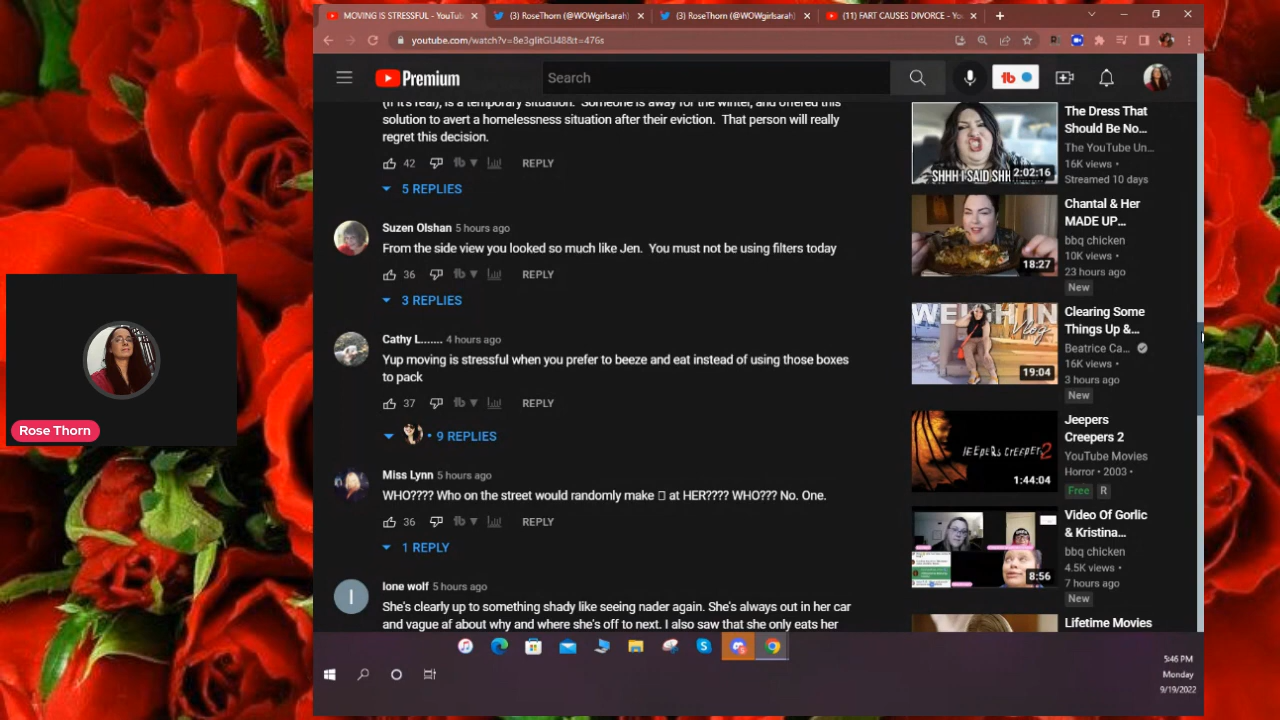 MOVING IS STRESSFUL - YouTub
(3) RoseThorn (@WOWgirlsarah)
(3) RoseThorn (@WOWgirlsarah)
(11) FART CAUSES DIVORCE - Yo
youtube.com/watch?v=8e3gIitGU48&t=476s
Premium
Search
(if it's real), is a temporary situation. Someone is away for the winter, and offered this
solution to avert a homelessness situation after their eviction. That person will really
regret this decision.
42 REPLY
5 REPLIES
Suzen Olshan 5 hours ago
From the side view you looked so much like Jen. You must not be using filters today
36 REPLY
3 REPLIES
Cathy L....... 4 hours ago
Yup moving is stressful when you prefer to beeze and eat instead of using those boxes
to pack
37 REPLY
• 9 REPLIES
Miss Lynn 5 hours ago
WHO???? Who on the street would randomly make at HER???? WHO??? No. One.
36 REPLY
1 REPLY
lone wolf 5 hours ago
She's clearly up to something shady like seeing nader again. She's always out in her car
and vague af about why and where she's off to next. I also saw that she only eats her
SHHH I SAID SHH
2:02:16
The Dress That
Should Be No...
The YouTube Un...
16K views •
Streamed 10 days
18:27
Chantal & Her
MADE UP...
bbq chicken
10K views •
23 hours ago
New
WEIGH IN
Vlog
19:04
Clearing Some
Things Up &...
Beatrice Ca...
16K views •
3 hours ago
New
JEEPERS CREEPERS 2
1:44:04
Jeepers
Creepers 2
YouTube Movies
Horror • 2003 •
Free R
8:56
Video Of Gorlic
& Kristina...
bbq chicken
4.5K views •
7 hours ago
New
Lifetime Movies
Rose Thorn
5:46 PM
Monday
9/19/2022